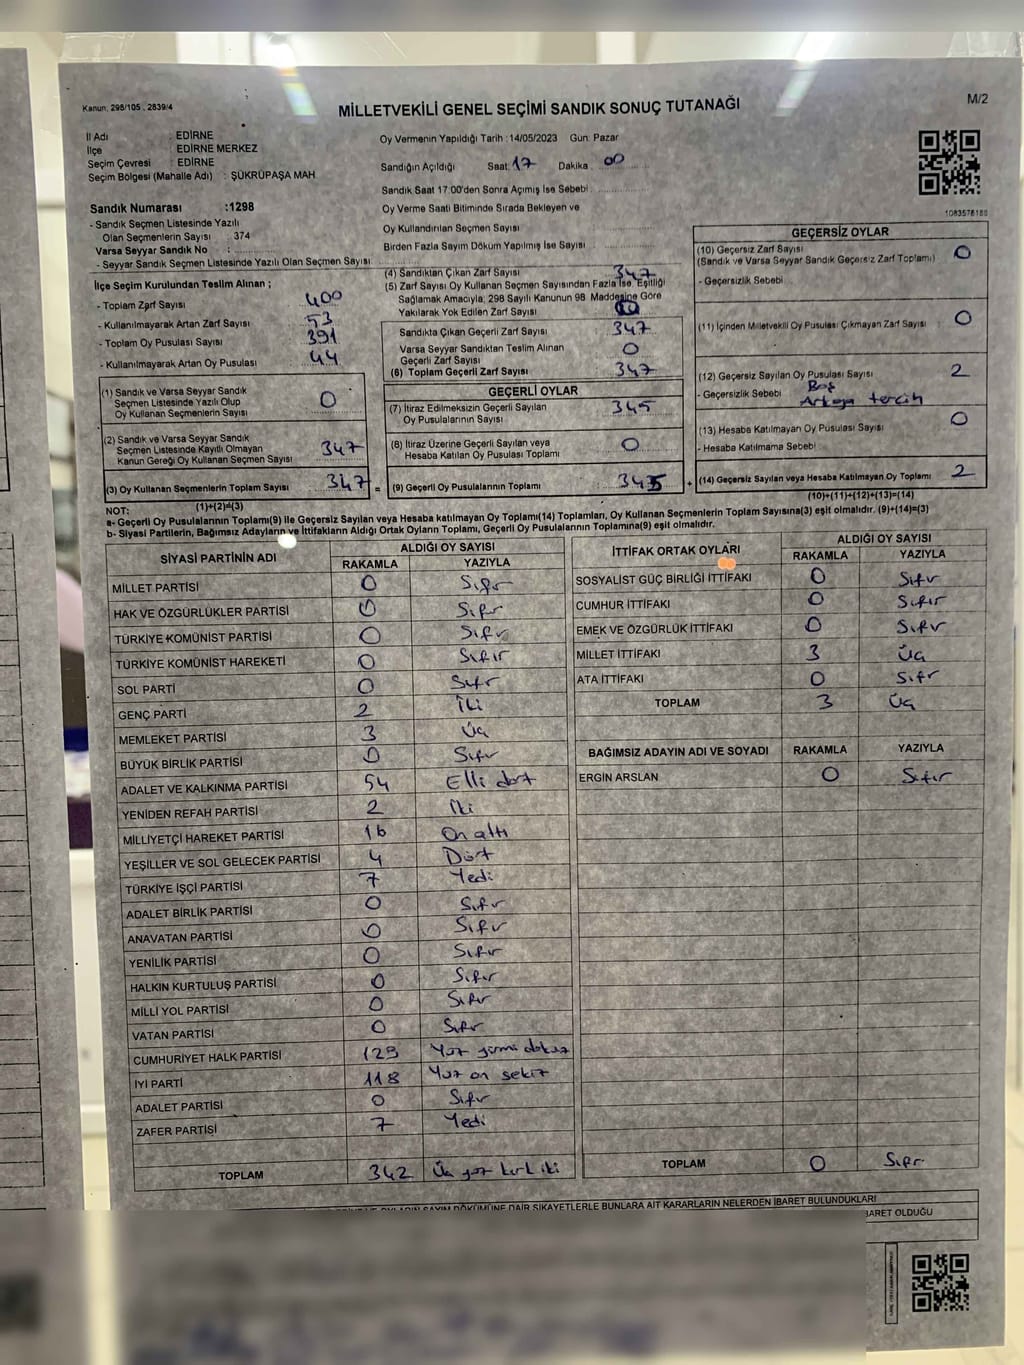 Kanun: 298/105 , 2839/4
MİLLETVEKİLİ GENEL SEÇİMİ SANDIK SONUÇ TUTANAĞI
M/2
İl Adı : EDİRNE
İlçe : EDİRNE MERKEZ
Seçim Çevresi : EDİRNE
Seçim Bölgesi (Mahalle Adı) : ŞÜKRÜPAŞA MAH.
Sandık Numarası :1298
- Sandık Seçmen Listesinde Yazılı
Olan Seçmenlerin Sayısı : 374
Varsa Seyyar Sandık No :
- Seyyar Sandık Seçmen Listesinde Yazılı Olan Seçmen Sayısı
Oy Vermenin Yapıldığı Tarih : 14/05/2023 Gün: Pazar
Sandığın Açıldığı Saat: 17 Dakika 00
Sandık Saat 17:00'den Sonra Açımış İse Sebebi
Oy Verme Saati Bitiminde Sırada Bekleyen ve
Oy Kullandırılan Seçmen Sayısı
Birden Fazla Sayım Döküm Yapılmış İse Sayısı
1083578188
İlçe Seçim Kurulundan Teslim Alınan ;
- Toplam Zarf Sayısı 400
- Kullanılmayarak Artan Zarf Sayısı 53
- Toplam Oy Pusulası Sayısı 391
- Kullanılmayarak Artan Oy Pusulası 44
(1) Sandık ve Varsa Seyyar Sandık
Seçmen Listesinde Yazılı Olup
Oy Kullanan Seçmenlerin Sayısı 0
(2) Sandık ve Varsa Seyyar Sandık
Seçmen Listesinde Kayıtlı Olmayan
Kanun Gereği Oy Kullanan Seçmen Sayısı 347
(3) Oy Kullanan Seçmenlerin Toplam Sayısı 347 =
(1)+(2)=(3)
(4) Sandıktan Çıkan Zarf Sayısı 347
(5) Zarf Sayısı Oy Kullanan Seçmen Sayısından Fazla İse, Eşitliği
Sağlamak Amacıyla; 298 Sayılı Kanunun 98 Maddesine Göre
Yakılarak Yok Edilen Zarf Sayısı
Sandıkta Çıkan Geçerli Zarf Sayısı 347
Varsa Seyyar Sandıktan Teslim Alınan
Geçerli Zarf Sayısı 0
(6) Toplam Geçerli Zarf Sayısı 347
GEÇERLİ OYLAR
(7) İtiraz Edilmeksizin Geçerli Sayılan
Oy Pusulalarının Sayısı 345
(8) İtiraz Üzerine Geçerli Sayılan veya
Hesaba Katılan Oy Pusulası Toplamı 0
(9) Geçerli Oy Pusulalarının Toplamı 345 +
GEÇERSİZ OYLAR
(10) Geçersiz Zarf Sayısı 0
(Sandık ve Varsa Seyyar Sandık Geçersiz Zarf Toplamı)
- Geçersizlik Sebebi
(11) İçinden Milletvekili Oy Pusulası Çıkmayan Zarf Sayısı : 0
(12) Geçersiz Sayılan Oy Pusulası Sayısı 2
- Geçersizlik Sebebi Boş
tercih
(13) Hesaba Katılmayan Oy Pusulası Sayısı 0
- Hesaba Katılmama Sebebi
(14) Geçersiz Sayılan veya Hesaba Katılmayan Oy Toplamı 2
(10)+(11)+(12)+(13)=(14)
NOT:
a- Geçerli Oy Pusulalarının Toplamı(9) ile Geçersiz Sayılan veya Hesaba katılmayan Oy Toplamı(14) Toplamları, Oy Kullanan Seçmenlerin Toplam Sayısına(3) eşit olmalıdır. (9)+(14)=(3)
b- Siyasi Partilerin, Bağımsız Adayların ve İttifakların Aldığı Ortak Oyların Toplamı, Geçerli Oy Pusulalarının Toplamına(9) eşit olmalıdır.
SİYASİ PARTİNİN ADI ALDIĞI OY SAYISI
RAKAMLA YAZIYLA
MİLLET PARTİSİ 0 Sıfır
HAK VE ÖZGÜRLÜKLER PARTİSİ 0 Sıfır
TÜRKİYE KOMÜNİST PARTİSİ 0 Sıfır
TÜRKİYE KOMÜNİST HAREKETİ 0 Sıfır
SOL PARTİ 0 Sıfır
GENÇ PARTİ 2 İki
MEMLEKET PARTİSİ 3 Üç
BÜYÜK BİRLİK PARTİSİ 0 Sıfır
ADALET VE KALKINMA PARTİSİ 54 Elli dört
YENİDEN REFAH PARTİSİ 2 İki
MİLLİYETÇİ HAREKET PARTİSİ 16 On altı
YEŞİLLER VE SOL GELECEK PARTİSİ 4 Dört
TÜRKİYE İŞÇİ PARTİSİ 7 Yedi
ADALET BİRLİK PARTİSİ 0 Sıfır
ANAVATAN PARTİSİ 0 Sıfır
YENİLİK PARTİSİ 0 Sıfır
HALKIN KURTULUŞ PARTİSİ 0 Sıfır
MİLLİ YOL PARTİSİ 0 Sıfır
VATAN PARTİSİ 0 Sıfır
CUMHURİYET HALK PARTİSİ 129 Yüz yirmi dokuz
İYİ PARTİ 118 Yüz on sekiz
ADALET PARTİSİ 0 Sıfır
ZAFER PARTİSİ 7 Yedi
TOPLAM 342 Üç yüz kırk iki
İTTİFAK ORTAK OYLARI ALDIĞI OY SAYISI
RAKAMLA YAZIYLA
SOSYALİST GÜÇ BİRLİĞİ İTTİFAKI 0 Sıfır
CUMHUR İTTİFAKI 0 Sıfır
EMEK VE ÖZGÜRLÜK İTTİFAKI 0 Sıfır
MİLLET İTTİFAKI 3 Üç
ATA İTTİFAKI 0 Sıfır
TOPLAM 3 Üç
BAĞIMSIZ ADAYIN ADI VE SOYADI RAKAMLA YAZIYLA
ERGİN ARSLAN 0 Sıfır
TOPLAM 0 Sıfır
SAYIM DÖKÜMÜNE DAİR ŞİKAYETLERLE BUNLARA AİT KARARLARIN NELERDEN İBARET BULUNDUKLARI
İBARET OLDUĞU